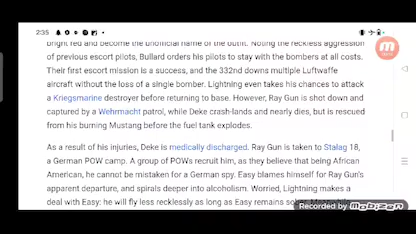 2:35
bright red and become the unofficial name of the outfit. Noting the reckless aggression
of previous escort pilots, Bullard orders his pilots to stay with the bombers at all costs.
Their first escort mission is a success, and the 332nd downs multiple Luftwaffe
aircraft without the loss of a single bomber. Lightning even takes his chances to attack
a Kriegsmarine destroyer before returning to base. However, Ray Gun is shot down and
captured by a Wehrmacht patrol, while Deke crash-lands and nearly dies, but is rescued
from his burning Mustang before the fuel tank explodes.
As a result of his injuries, Deke is medically discharged. Ray Gun is taken to Stalag 18,
a German POW camp. A group of POWs recruit him, as they believe that being African
American, he cannot be mistaken for a German spy. Easy blames himself for Ray Gun's
apparent departure, and spirals deeper into alcoholism. Worried, Lightning makes a
deal with Easy: he will fly less recklessly as long as Easy remains sober. Meanwhile
Recorded by Mobizen